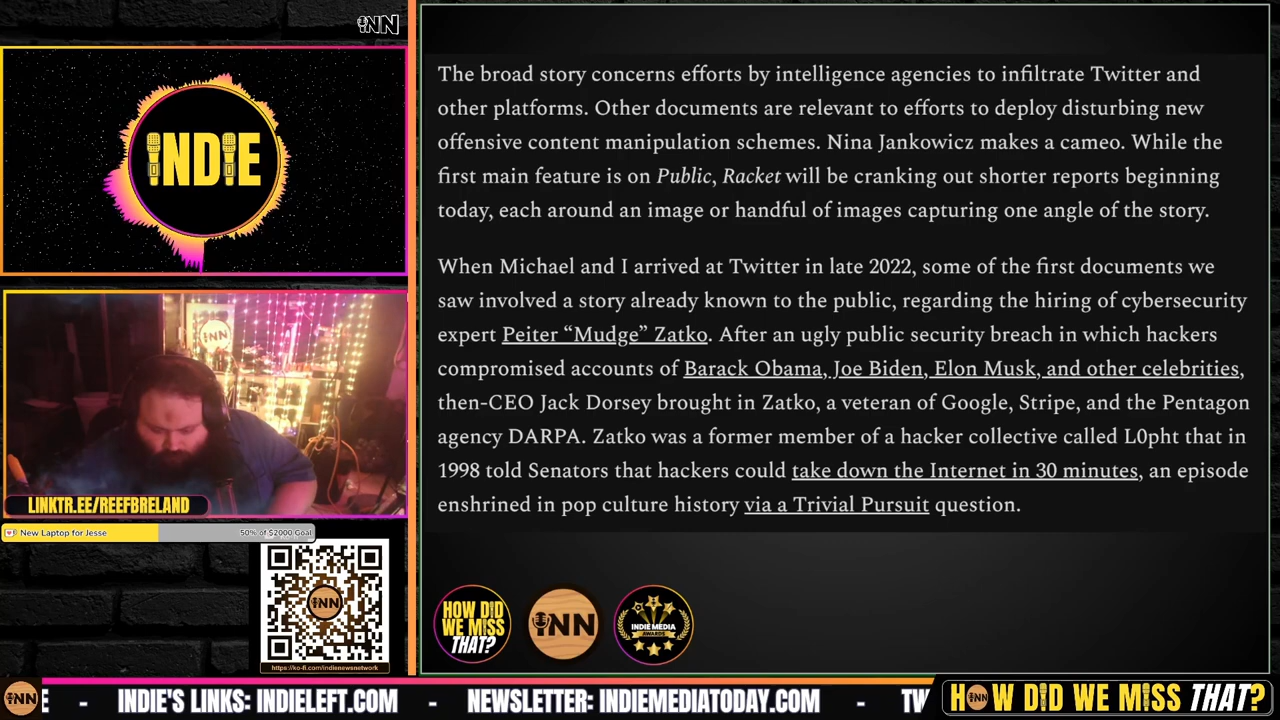 iNN
iNDiE
iNN
LINKTR.EE/REEFBRELAND
New Laptop for Jesse
50% of $2000 Goal
iNN
https://ko-fi.com/indienewsnetwork
The broad story concerns efforts by intelligence agencies to infiltrate Twitter and
other platforms. Other documents are relevant to efforts to deploy disturbing new
offensive content manipulation schemes. Nina Jankowicz makes a cameo. While the
first main feature is on Public, Racket will be cranking out shorter reports beginning
today, each around an image or handful of images capturing one angle of the story.
When Michael and I arrived at Twitter in late 2022, some of the first documents we
saw involved a story already known to the public, regarding the hiring of cybersecurity
expert Peiter “Mudge” Zatko. After an ugly public security breach in which hackers
compromised accounts of Barack Obama, Joe Biden, Elon Musk, and other celebrities,
then-CEO Jack Dorsey brought in Zatko, a veteran of Google, Stripe, and the Pentagon
agency DARPA. Zatko was a former member of a hacker collective called L0pht that in
1998 told Senators that hackers could take down the Internet in 30 minutes, an episode
enshrined in pop culture history via a Trivial Pursuit question.
HOW DiD
WE MiSS
THAT?
iNN
INDIE MEDIA
AWARDS
iNN
E - INDIE'S LINKS: INDIELEFT.COM - NEWSLETTER: INDIEMEDIATODAY.COM - TW
HOW DiD WE MiSS THAT?